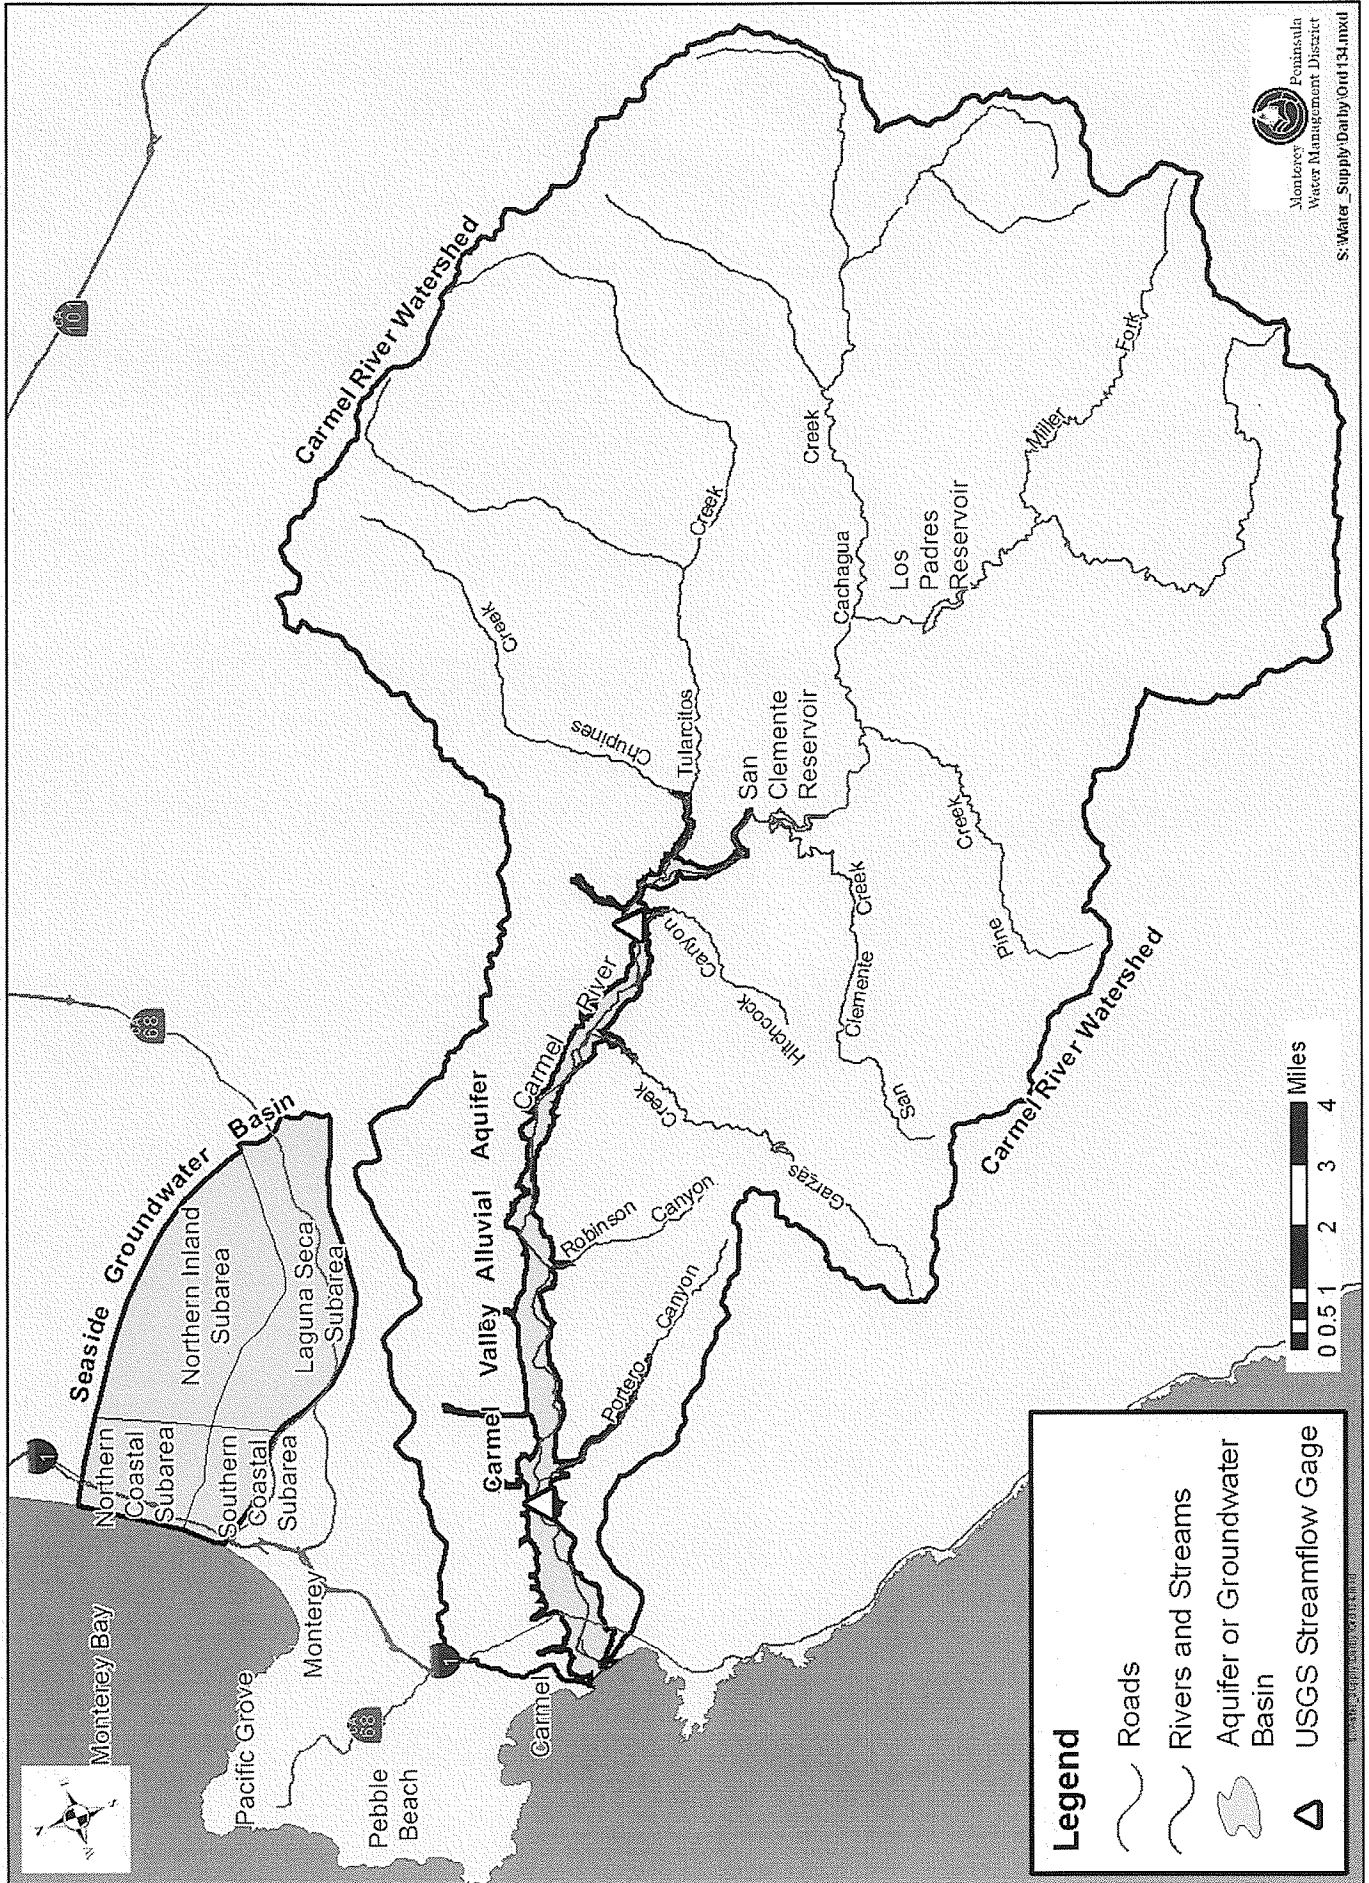 Monterey Bay
Pacific Grove
Pebble
Beach
Monterey
68
1
Carmel
1
Northern
Coastal
Subarea
Southern
Coastal
Subarea
Seaside Groundwater Basin
Northern Inland
Subarea
Laguna Seca
Subarea
68
101
Carmel River Watershed
Carmel Valley Alluvial Aquifer
Carmel River
Portero Canyon
Robinson Canyon
Garzas Creek
Hitchcock Canyon
San Clemente Creek
Pine Creek
San
Clemente
Reservoir
Chupines Creek
Tularcitos Creek
Cachagua Creek
Los
Padres
Reservoir
Miller Fork
Carmel River Watershed
0 0.5 1 2 3 4
Miles
Legend
Roads
Rivers and Streams
Aquifer or Groundwater
Basin
USGS Streamflow Gage
Monterey Peninsula
Water Management District
S:\Water_Supply\Darby\Ord134.mxd